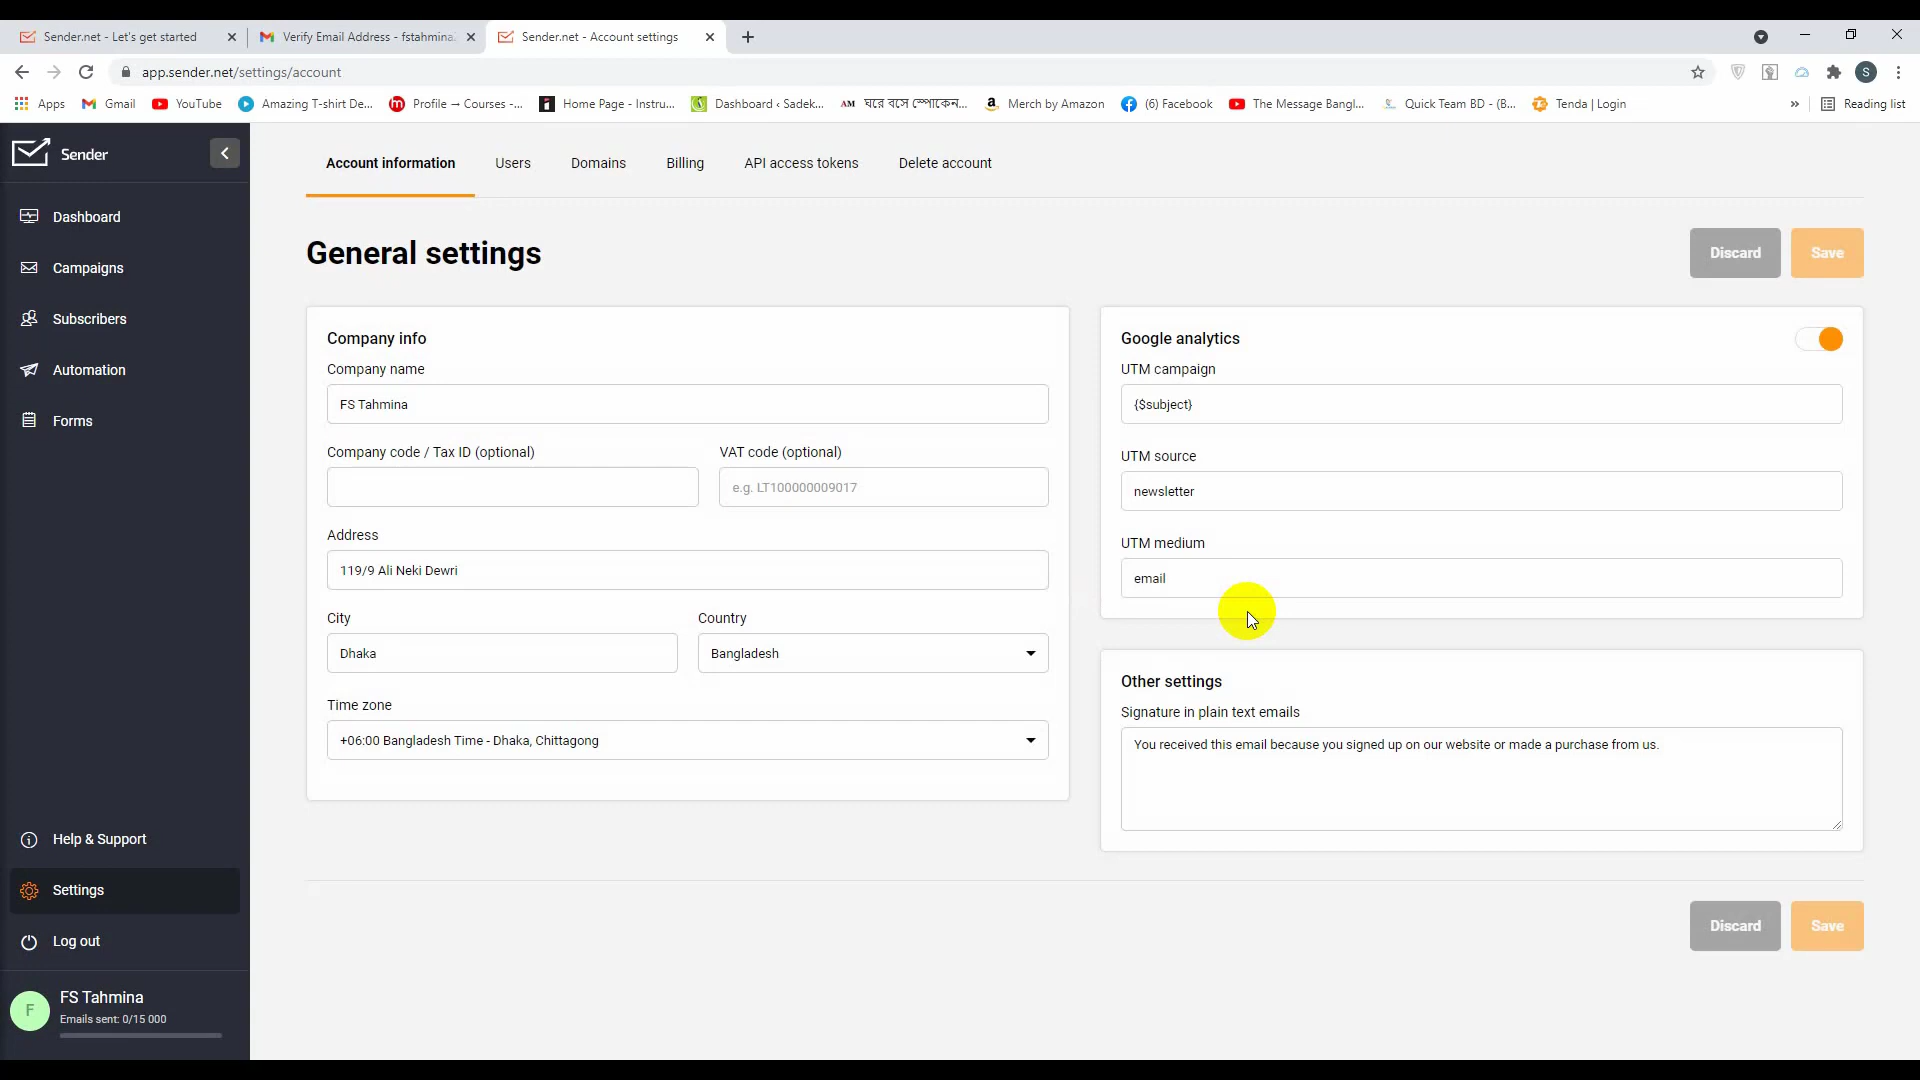 Sender.net - Let's get started
Verify Email Address - fstahmina
Sender.net - Account settings
app.sender.net/settings/account
S
Apps
Gmail
YouTube
Amazing T-shirt De...
Profile → Courses -...
Home Page - Instru...
Dashboard ‹ Sadek...
AM ঘরে বসে স্পোকেন...
Merch by Amazon
(6) Facebook
The Message Bangl...
Quick Team BD - (B...
Tenda | Login
»
Reading list
Sender
Dashboard
Campaigns
Subscribers
Automation
Forms
Help & Support
Settings
Log out
F
FS Tahmina
Emails sent: 0/15 000
Account information
Users
Domains
Billing
API access tokens
Delete account
General settings
Discard
Save
Company info
Company name
FS Tahmina
Company code / Tax ID (optional)
VAT code (optional)
e.g. LT100000009017
Address
119/9 Ali Neki Dewri
City
Country
Dhaka
Bangladesh
Time zone
+06:00 Bangladesh Time - Dhaka, Chittagong
Google analytics
UTM campaign
{$subject}
UTM source
newsletter
UTM medium
email
Other settings
Signature in plain text emails
You received this email because you signed up on our website or made a purchase from us.
Discard
Save